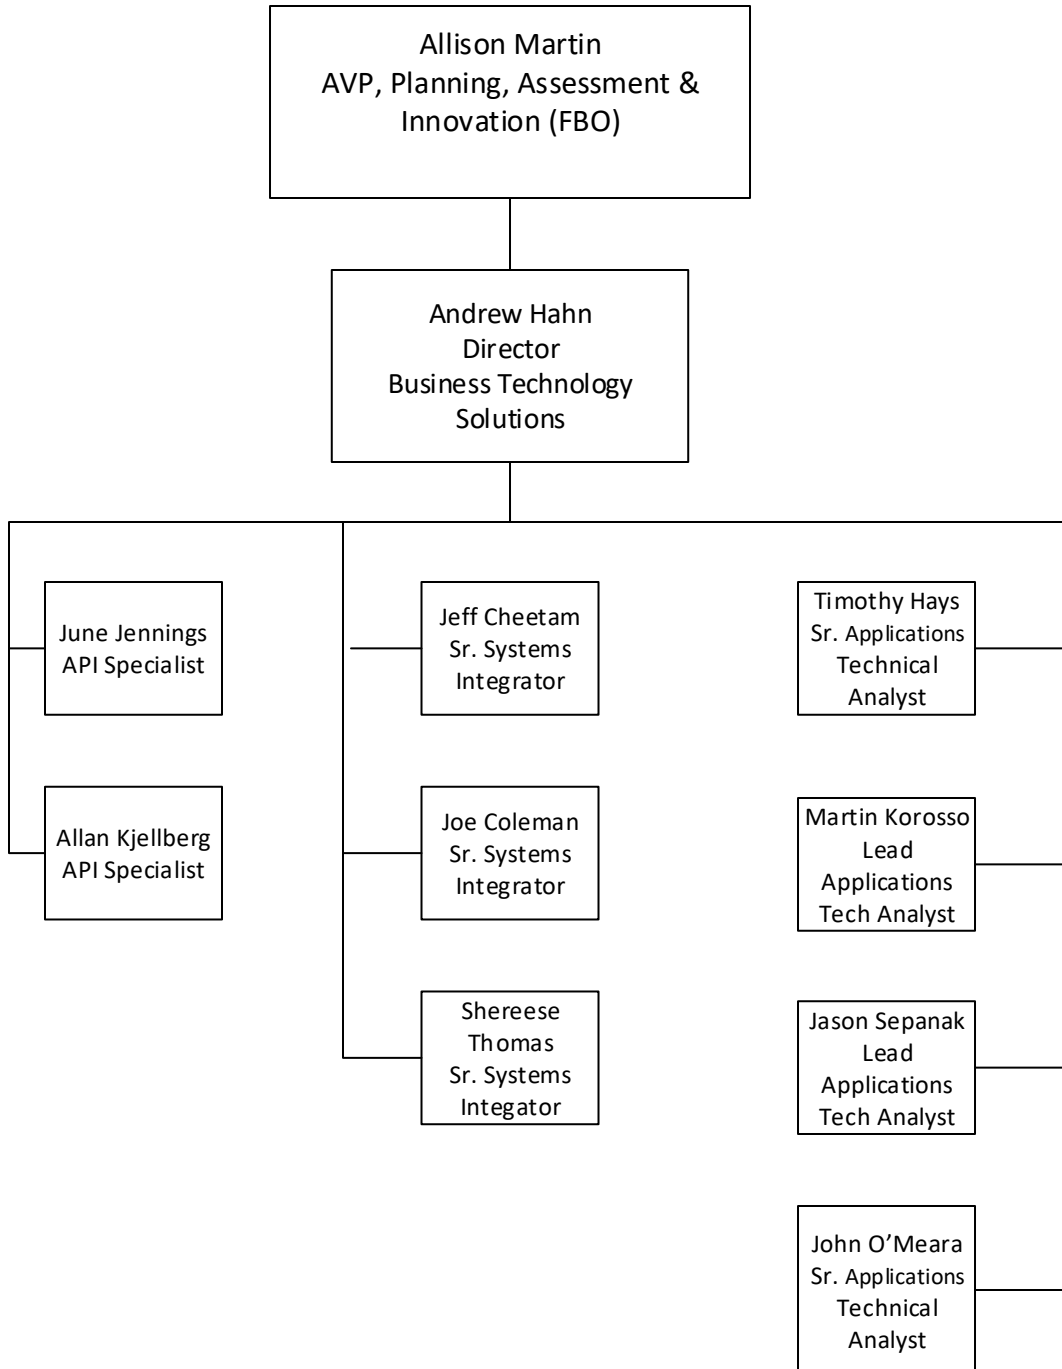 Allison Martin
AVP, Planning, Assessment &
Innovation (FBO)
Andrew Hahn
Director
Business Technology
Solutions
June Jennings
API Specialist
Allan Kjellberg
API Specialist
Jeff Cheetam
Sr. Systems
Integrator
Joe Coleman
Sr. Systems
Integrator
Shereese
Thomas
Sr. Systems
Integator
Timothy Hays
Sr. Applications
Technical
Analyst
Martin Korosso
Lead
Applications
Tech Analyst
Jason Sepanak
Lead
Applications
Tech Analyst
John O’Meara
Sr. Applications
Technical
Analyst